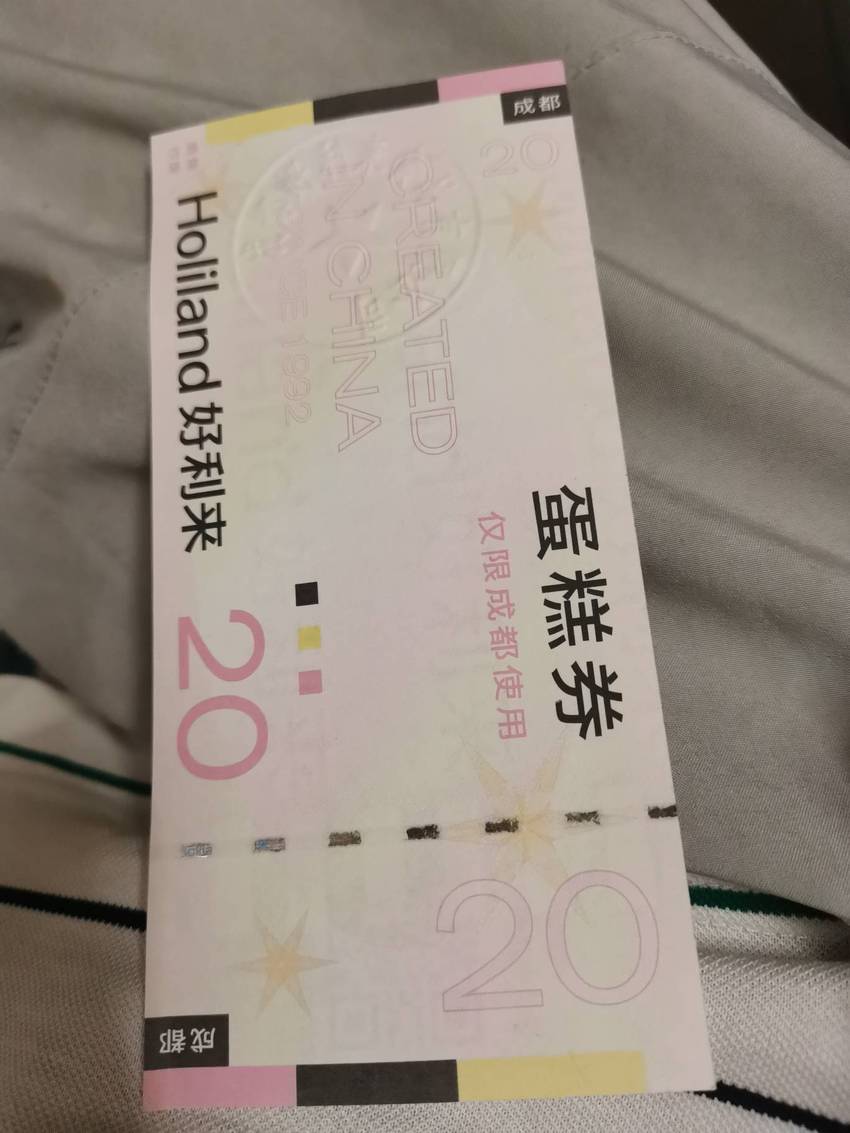 成都
20
Holiland 好利来
CREATED
IN CHINA
SINCE 1992
蛋糕券
仅限成都使用
20
20
成都